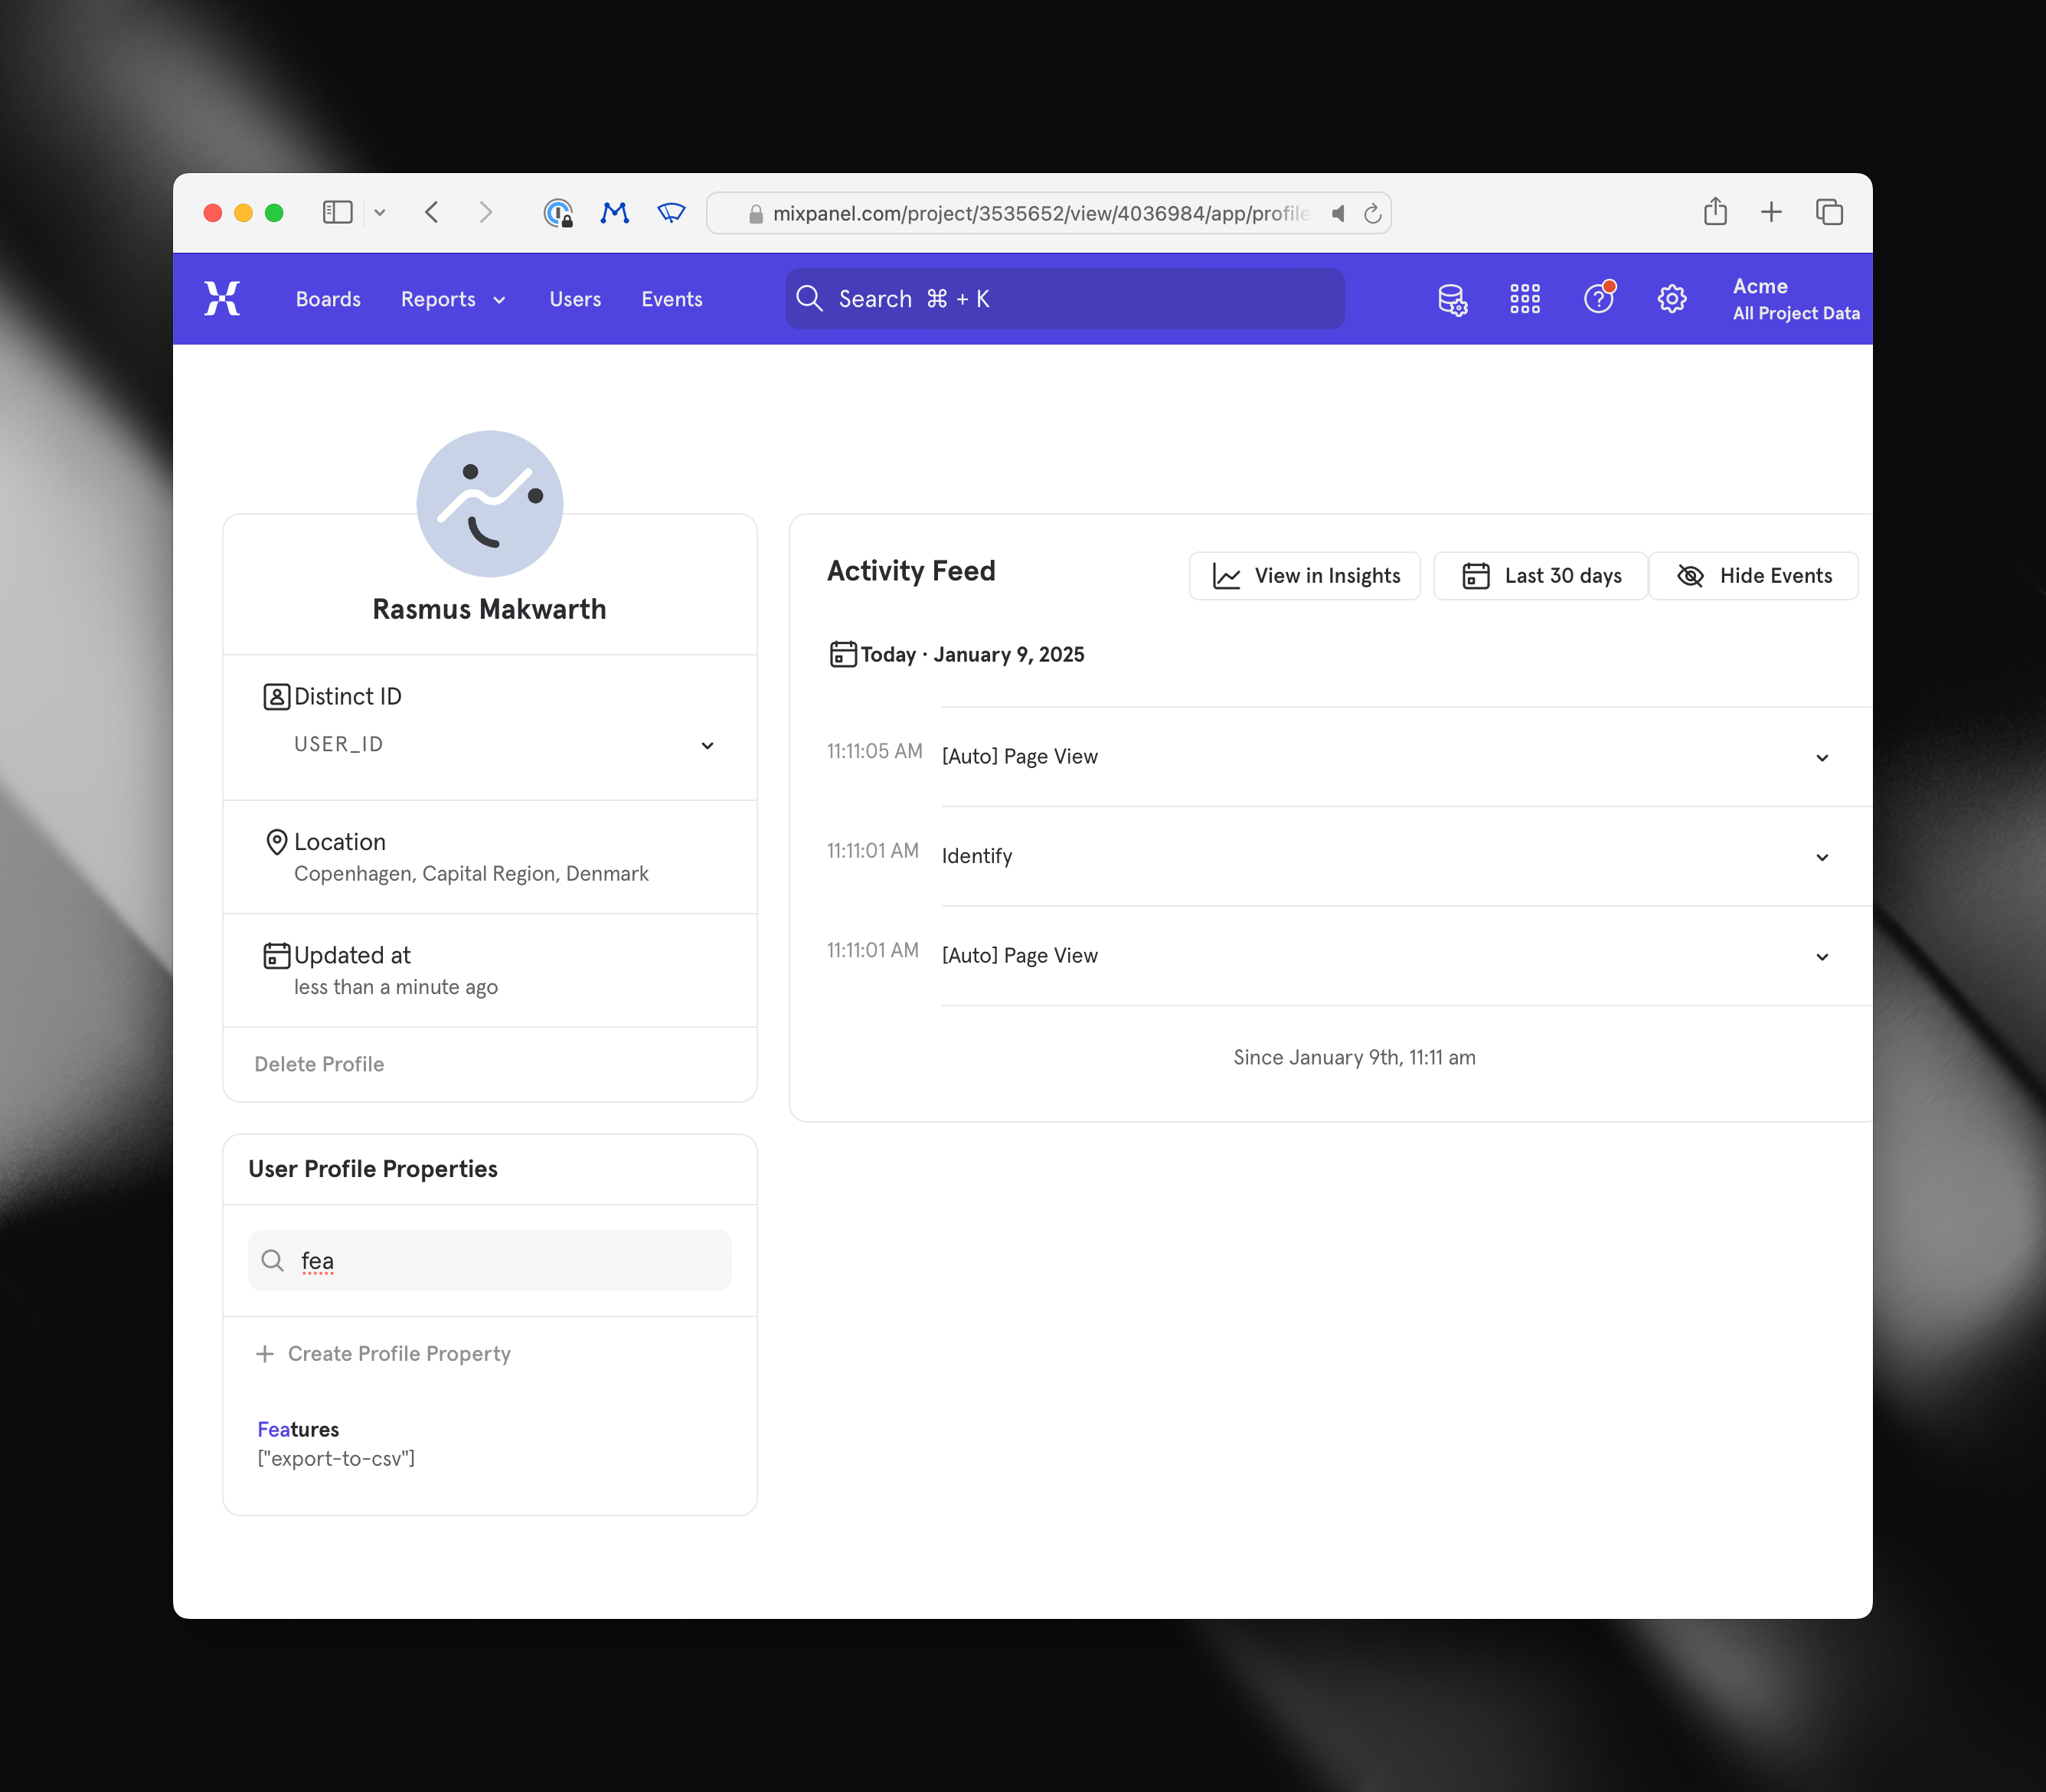 mixpanel.com/project/3535652/view/4036984/app/profile
Boards
Reports
Users
Events
Search ⌘ + K
Acme
All Project Data
Rasmus Makwarth
Distinct ID
USER_ID
Location
Copenhagen, Capital Region, Denmark
Updated at
less than a minute ago
Delete Profile
User Profile Properties
fea
Create Profile Property
Features
["export-to-csv"]
Activity Feed
View in Insights
Last 30 days
Hide Events
Today · January 9, 2025
11:11:05 AM [Auto] Page View
11:11:01 AM Identify
11:11:01 AM [Auto] Page View
Since January 9th, 11:11 am